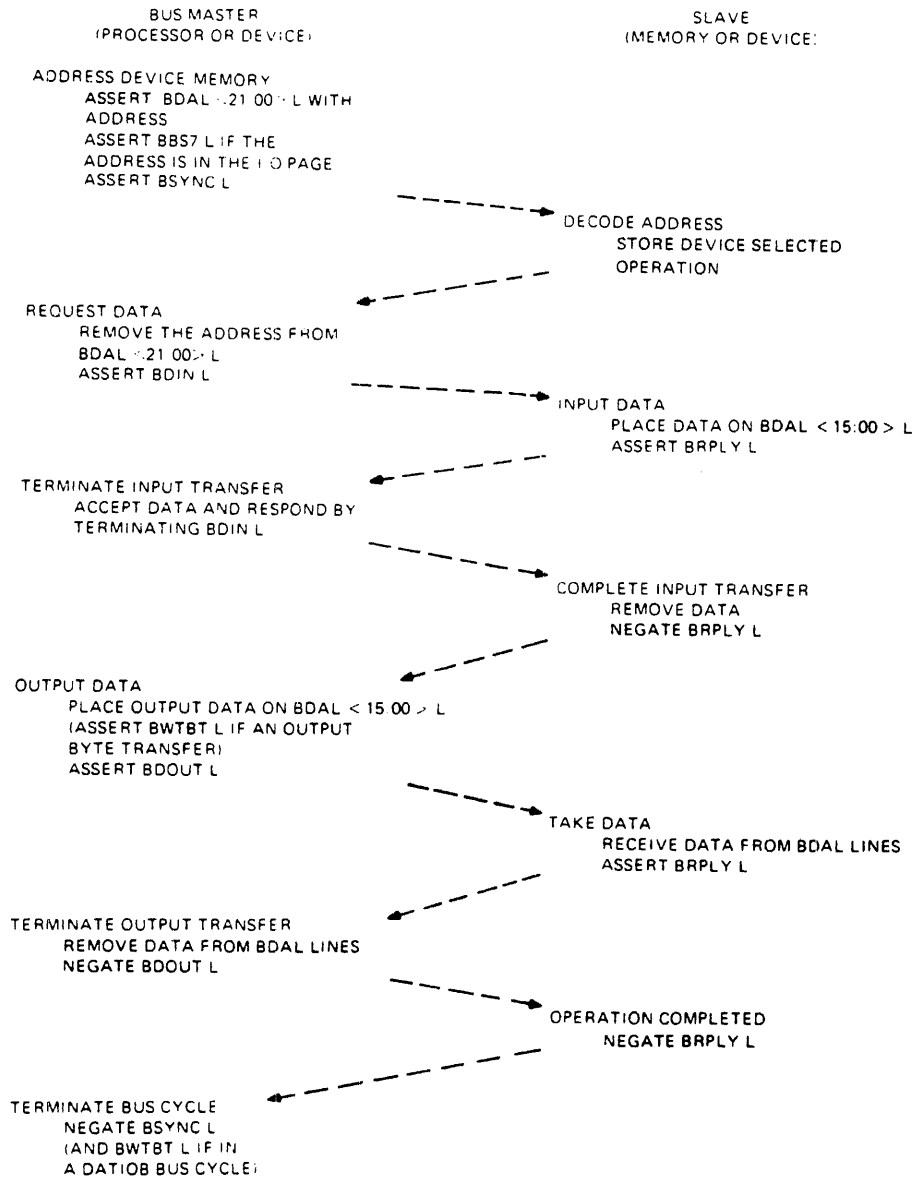 BUS MASTER
(PROCESSOR OR DEVICE)
SLAVE
(MEMORY OR DEVICE)
ADDRESS DEVICE MEMORY
ASSERT BDAL <21 00> L WITH
ADDRESS
ASSERT BBS7 L IF THE
ADDRESS IS IN THE I O PAGE
ASSERT BSYNC L
DECODE ADDRESS
STORE DEVICE SELECTED
OPERATION
REQUEST DATA
REMOVE THE ADDRESS FROM
BDAL <21 00> L
ASSERT BDIN L
INPUT DATA
PLACE DATA ON BDAL < 15:00 > L
ASSERT BRPLY L
TERMINATE INPUT TRANSFER
ACCEPT DATA AND RESPOND BY
TERMINATING BDIN L
COMPLETE INPUT TRANSFER
REMOVE DATA
NEGATE BRPLY L
OUTPUT DATA
PLACE OUTPUT DATA ON BDAL < 15 00 > L
(ASSERT BWTBT L IF AN OUTPUT
BYTE TRANSFER)
ASSERT BDOUT L
TAKE DATA
RECEIVE DATA FROM BDAL LINES
ASSERT BRPLY L
TERMINATE OUTPUT TRANSFER
REMOVE DATA FROM BDAL LINES
NEGATE BDOUT L
OPERATION COMPLETED
NEGATE BRPLY L
TERMINATE BUS CYCLE
NEGATE BSYNC L
(AND BWTBT L IF IN
A DATIOB BUS CYCLE)